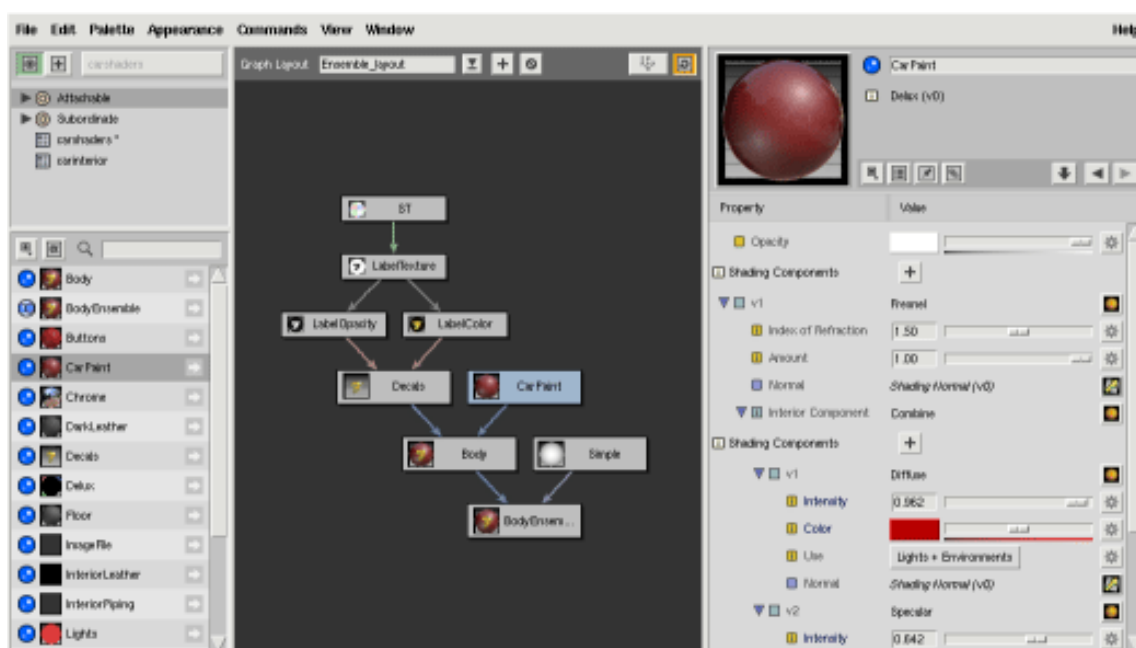 File Edit Palette Appearance Commands View Window Help
carshaders
Attachable
Subordinate
carshaders *
carinterior
Body
BodyEnsemble
Buttons
CarPaint
Chrome
DarkLeather
Decals
Delux
Floor
ImageFile
InteriorLeather
InteriorPiping
Lights
Graph Layout Ensemble_layout
ST
LabelTexture
LabelOpacity LabelColor
Decals CarPaint
Body Simple
BodyEnsem...
CarPaint
Delux (v0)
Property Value
Opacity
Shading Components +
v1 Fresnel
Index of Refraction 1.50
Amount 1.00
Normal Shading Normal (v0)
Interior Component Combine
Shading Components +
v1 Diffuse
Intensity 0.962
Color
Use Lights + Environments
Normal Shading Normal (v0)
v2 Specular
Intensity 0.642